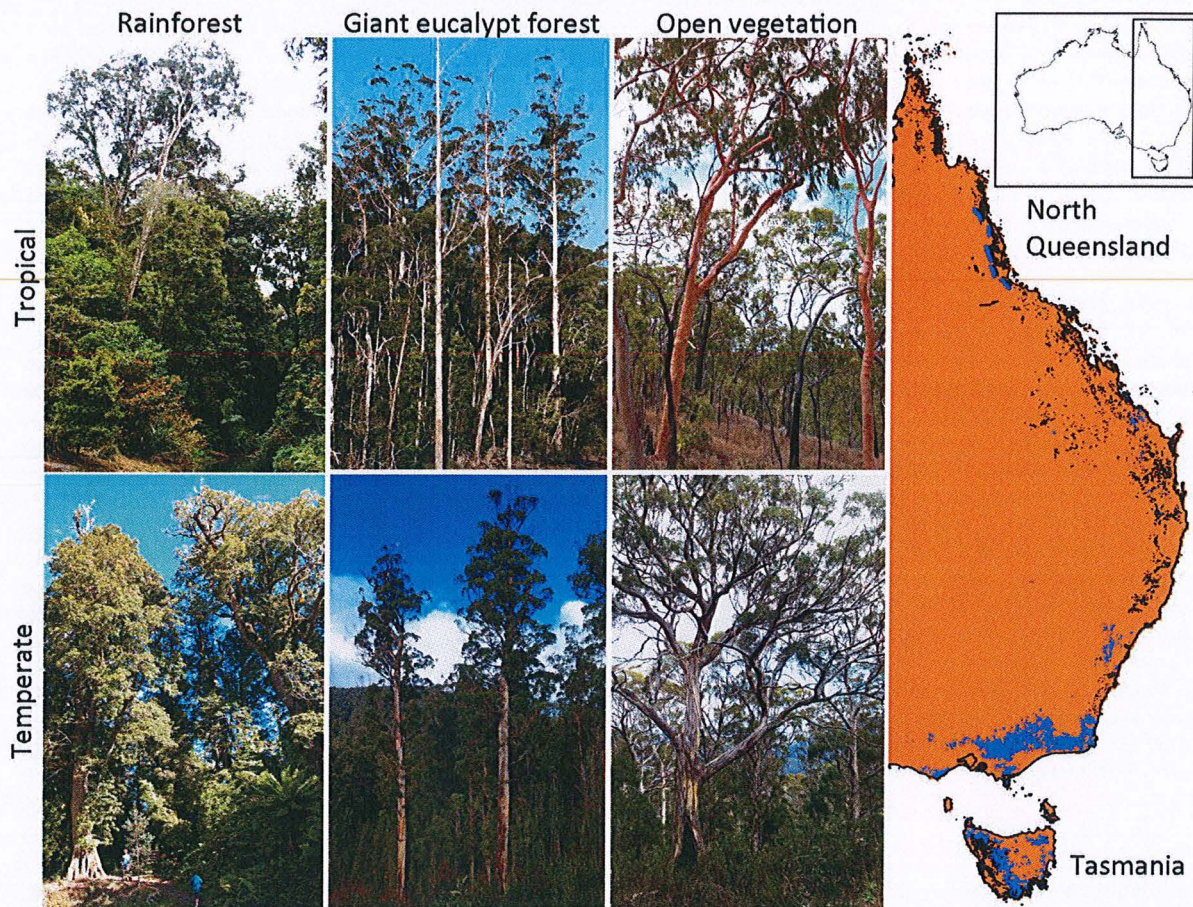 Rainforest
Giant eucalypt forest
Open vegetation
Tropical
Temperate
North
Queensland
Tasmania